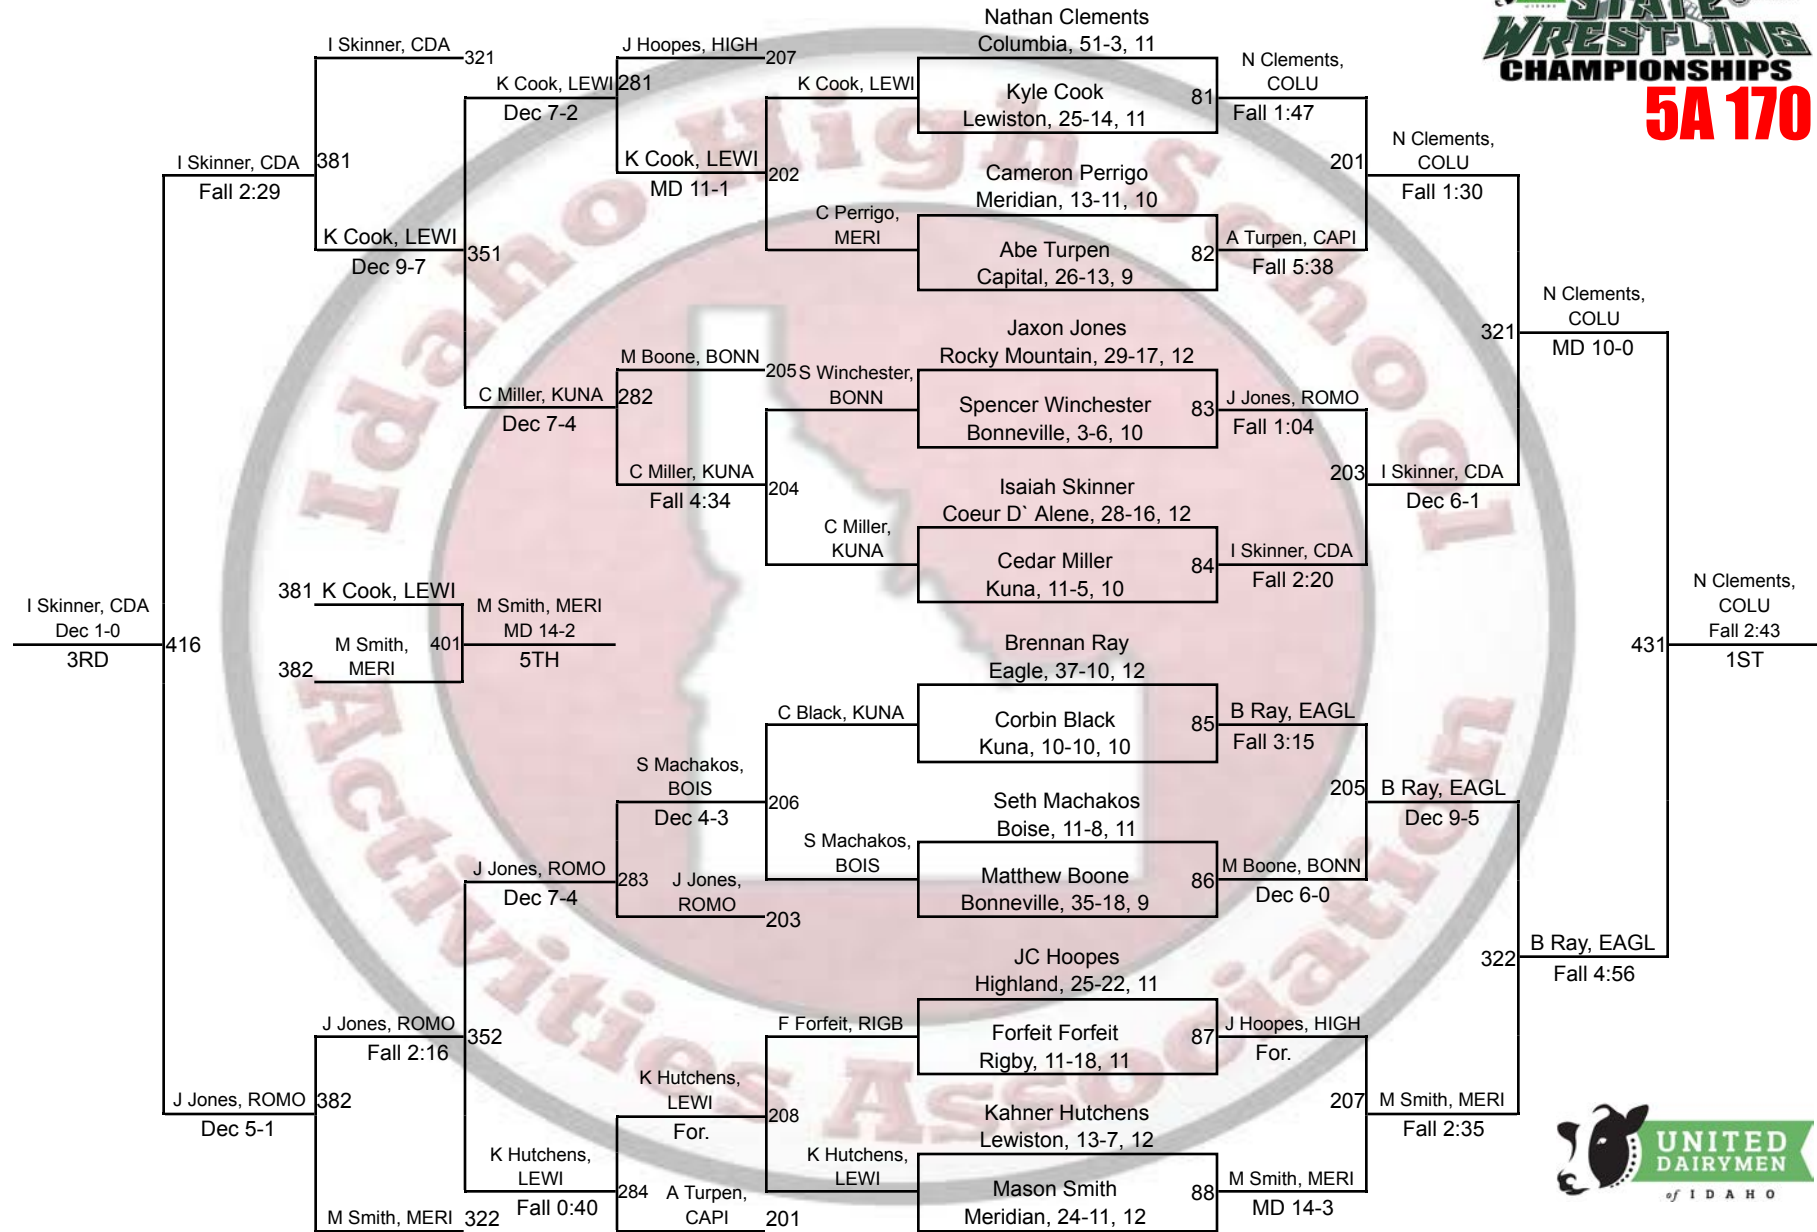 STATE
WRESTLING
CHAMPIONSHIPS
5A 170
Idaho High School
Activities Association
I Skinner, CDA
321
J Hoopes, HIGH
207
K Cook, LEWI
281
Dec 7-2
K Cook, LEWI
Nathan Clements
Columbia, 51-3, 11
Kyle Cook
Lewiston, 25-14, 11
81
N Clements,
COLU
Fall 1:47
I Skinner, CDA
381
Fall 2:29
K Cook, LEWI
202
MD 11-1
Cameron Perrigo
Meridian, 13-11, 10
201
N Clements,
COLU
Fall 1:30
K Cook, LEWI
351
Dec 9-7
C Perrigo,
MERI
Abe Turpen
Capital, 26-13, 9
82
A Turpen, CAPI
Fall 5:38
N Clements,
COLU
321
MD 10-0
M Boone, BONN
205
S Winchester,
BONN
Jaxon Jones
Rocky Mountain, 29-17, 12
Spencer Winchester
Bonneville, 3-6, 10
83
J Jones, ROMO
Fall 1:04
C Miller, KUNA
282
Dec 7-4
C Miller, KUNA
204
Fall 4:34
Isaiah Skinner
Coeur D` Alene, 28-16, 12
203
I Skinner, CDA
Dec 6-1
C Miller,
KUNA
Cedar Miller
Kuna, 11-5, 10
84
I Skinner, CDA
Fall 2:20
I Skinner, CDA
Dec 1-0
3RD
416
381
K Cook, LEWI
M Smith,
MERI
382
401
M Smith, MERI
MD 14-2
5TH
N Clements,
COLU
Fall 2:43
1ST
431
C Black, KUNA
Brennan Ray
Eagle, 37-10, 12
Corbin Black
Kuna, 10-10, 10
85
B Ray, EAGL
Fall 3:15
S Machakos,
BOIS
206
Dec 4-3
Seth Machakos
Boise, 11-8, 11
205
B Ray, EAGL
Dec 9-5
J Jones, ROMO
283
Dec 7-4
J Jones,
ROMO
203
S Machakos,
BOIS
Matthew Boone
Bonneville, 35-18, 9
86
M Boone, BONN
Dec 6-0
322
B Ray, EAGL
Fall 4:56
J Jones, ROMO
352
Fall 2:16
F Forfeit, RIGB
JC Hoopes
Highland, 25-22, 11
Forfeit Forfeit
Rigby, 11-18, 11
87
J Hoopes, HIGH
For.
J Jones, ROMO
382
Dec 5-1
K Hutchens,
LEWI
208
For.
Kahner Hutchens
Lewiston, 13-7, 12
207
M Smith, MERI
Fall 2:35
K Hutchens,
LEWI
284
Fall 0:40
K Hutchens,
LEWI
Mason Smith
Meridian, 24-11, 12
88
M Smith, MERI
MD 14-3
M Smith, MERI
322
A Turpen,
CAPI
201
UNITED
DAIRYMEN
of IDAHO